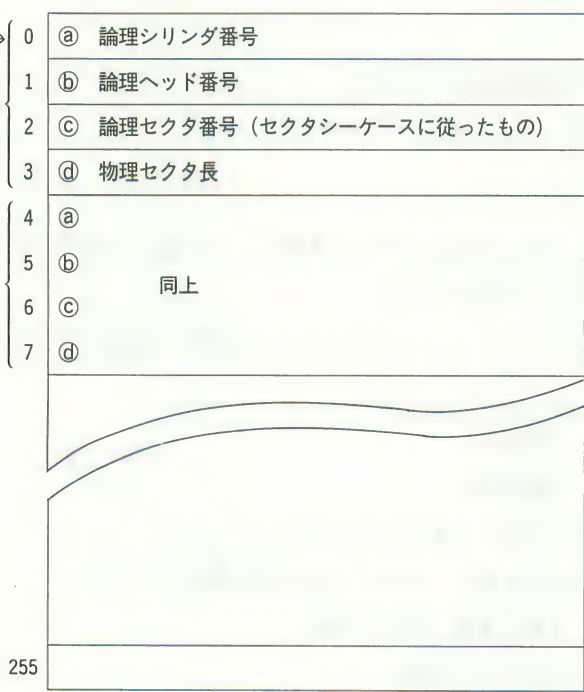 0 ⓐ 論理シリンダ番号
1 ⓑ 論理ヘッド番号
2 ⓒ 論理セクタ番号（セクタシーケースに従ったもの）
3 ⓓ 物理セクタ長
4 ⓐ
5 ⓑ
同上
6 ⓒ
7 ⓓ
255